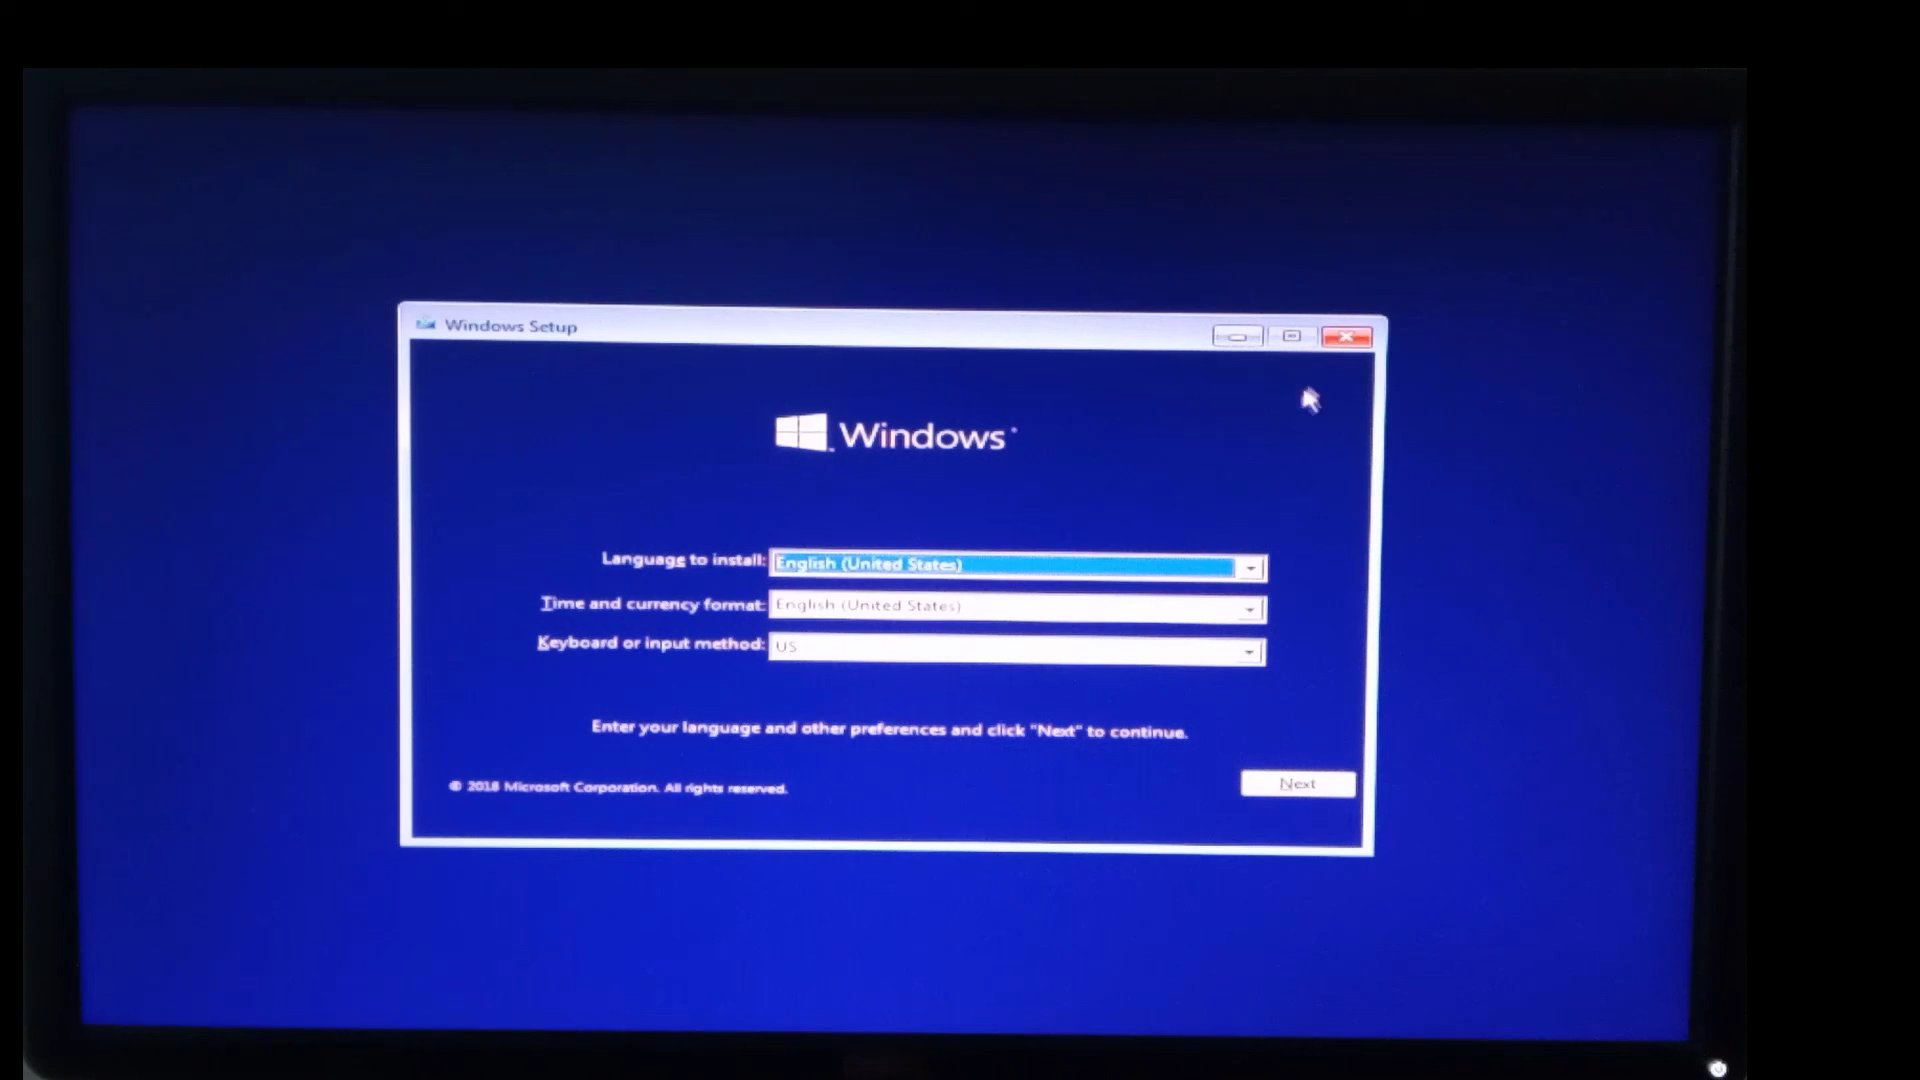 Windows Setup
Windows
Language to install: English (United States)
Time and currency format: English (United States)
Keyboard or input method: US
Enter your language and other preferences and click "Next" to continue.
© 2018 Microsoft Corporation. All rights reserved.
Next